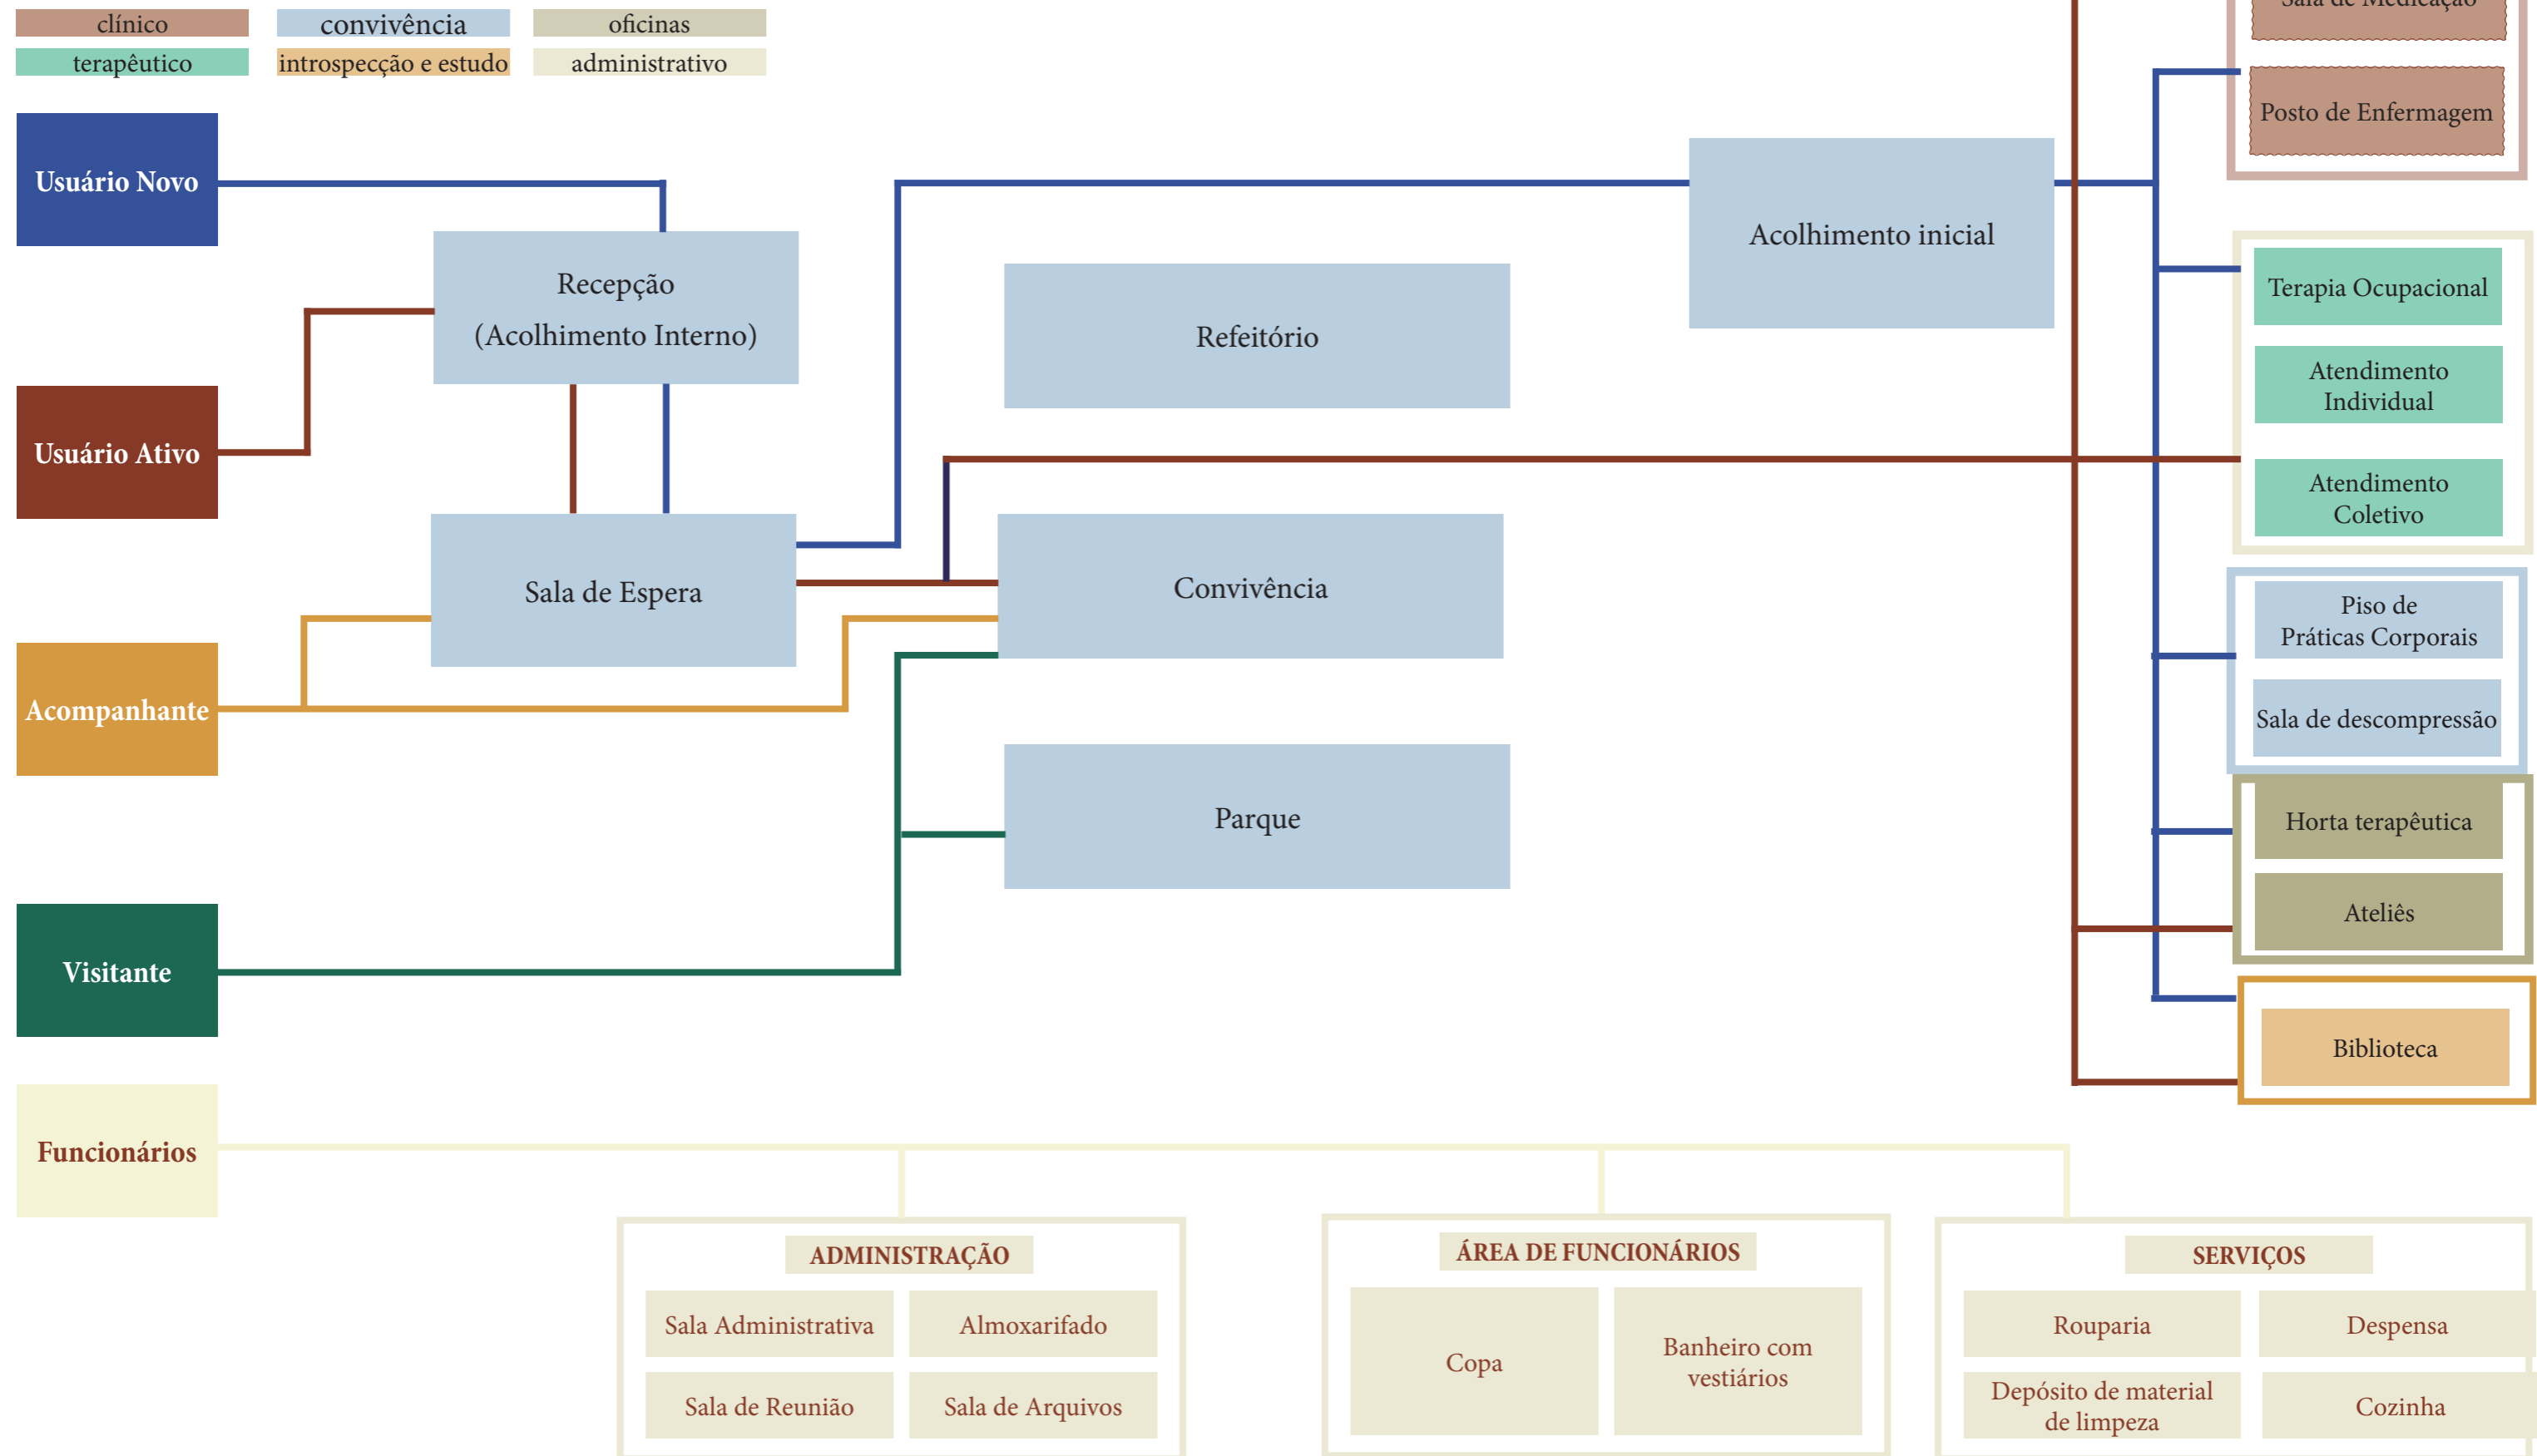 clínico
convivência
oficinas
terapêutico
introspecção e estudo
administrativo
Sala de Medicação
Posto de Enfermagem
Usuário Novo
Recepção
(Acolhimento Interno)
Acolhimento inicial
Refeitório
Terapia Ocupacional
Atendimento
Individual
Usuário Ativo
Atendimento
Coletivo
Sala de Espera
Convivência
Piso de
Práticas Corporais
Acompanhante
Sala de descompressão
Parque
Horta terapêutica
Ateliês
Visitante
Biblioteca
Funcionários
ADMINISTRAÇÃO
Sala Administrativa
Almoxarifado
Sala de Reunião
Sala de Arquivos
ÁREA DE FUNCIONÁRIOS
Copa
Banheiro com
vestiários
SERVIÇOS
Rouparia
Despensa
Depósito de material
de limpeza
Cozinha